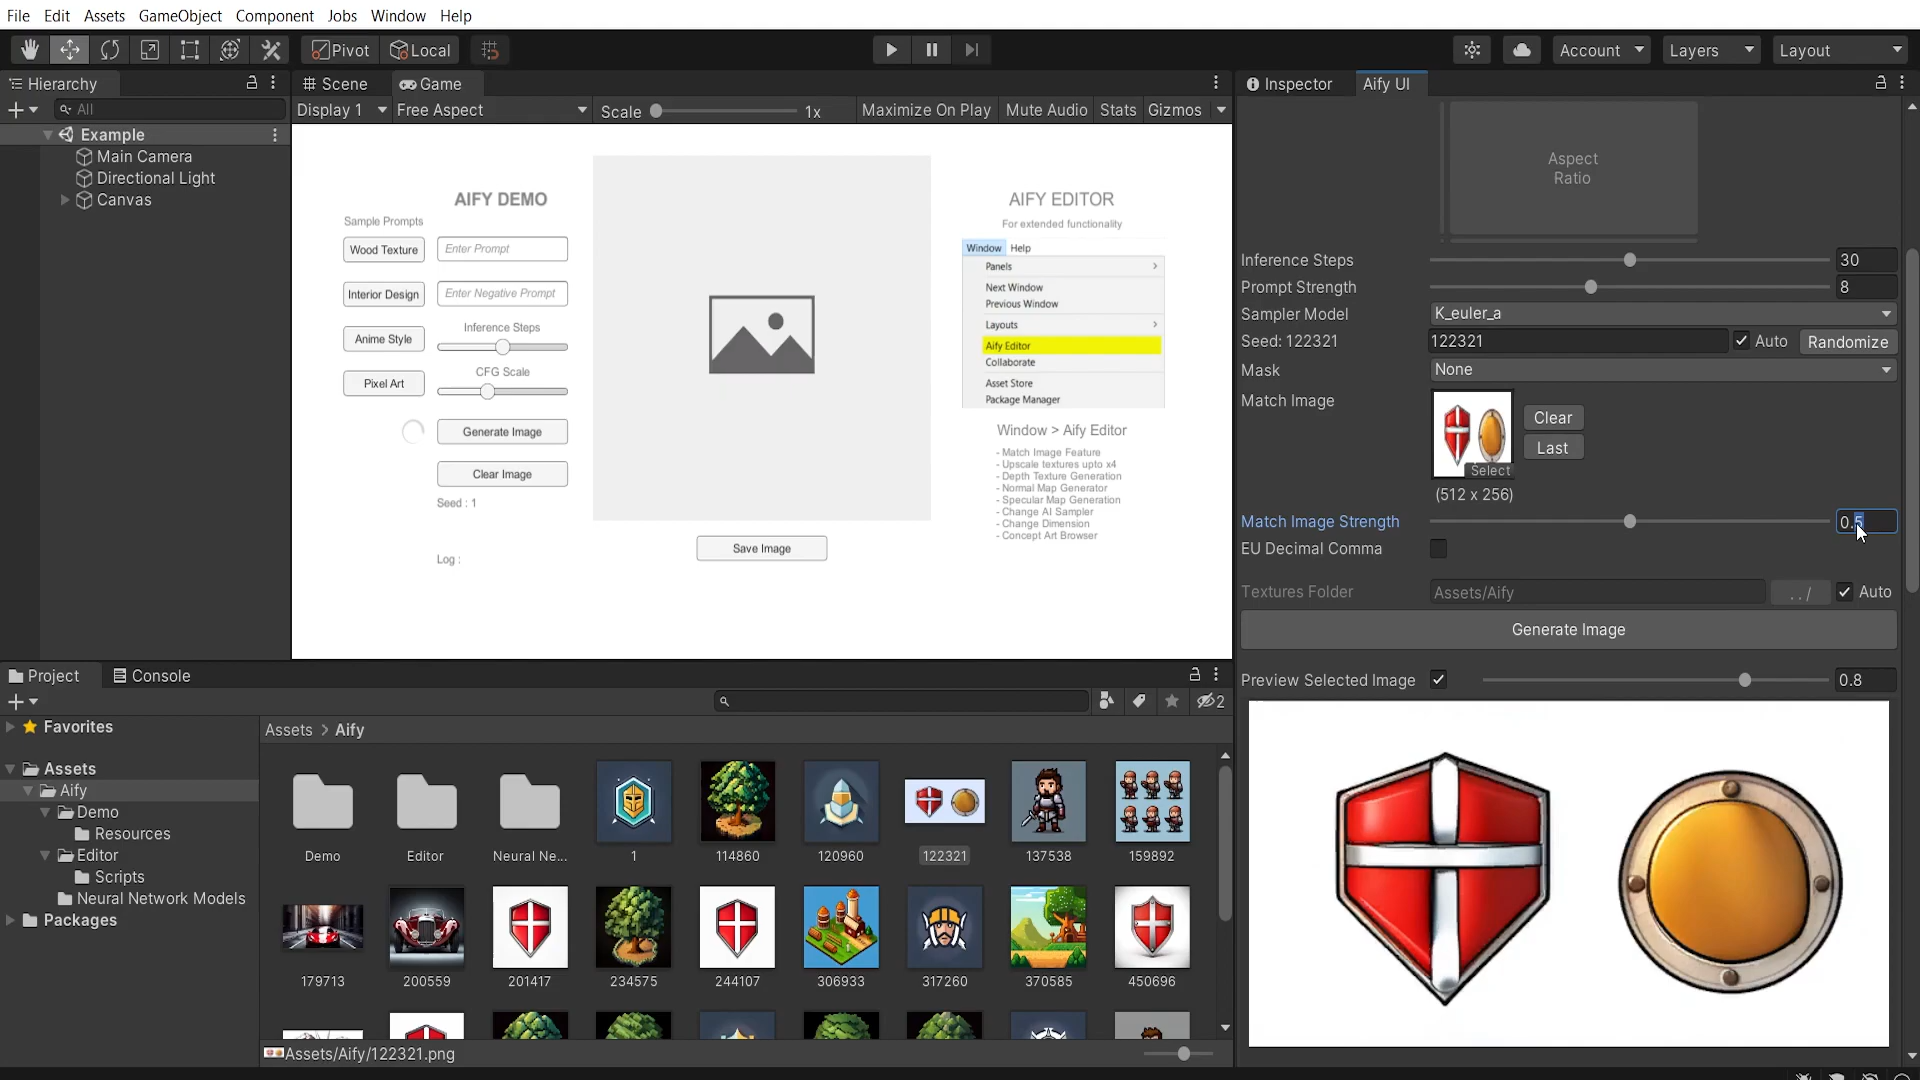 File Edit Assets GameObject Component Jobs Window Help
Pivot Local Account Layers Layout
Hierarchy
All
Example
Main Camera
Directional Light
Canvas
Scene Game
Display 1 Free Aspect Scale 1x Maximize On Play Mute Audio Stats Gizmos
AIFY DEMO
Sample Prompts
Wood Texture Enter Prompt
Interior Design Enter Negative Prompt
Inference Steps
Anime Style
CFG Scale
Pixel Art
Generate Image
Clear Image
Seed : 1
Log :
Save Image
AIFY EDITOR
For extended functionality
Window Help
Panels
Next Window
Previous Window
Layouts
Aify Editor
Collaborate
Asset Store
Package Manager
Window > Aify Editor
- Match Image Feature
- Upscale textures upto x4
- Depth Texture Generation
- Normal Map Generator
- Specular Map Generation
- Change AI Sampler
- Change Dimension
- Concept Art Browser
Inspector Aify UI
Aspect
Ratio
Inference Steps 30
Prompt Strength 8
Sampler Model K_euler_a
Seed: 122321 122321 Auto Randomize
Mask None
Match Image Clear
Last
Select
(512 x 256)
Match Image Strength 0.5
EU Decimal Comma
Textures Folder Assets/Aify ../ Auto
Generate Image
Preview Selected Image 0.8
Project Console
2
Favorites
Assets
Aify
Demo
Resources
Editor
Scripts
Neural Network Models
Packages
Assets > Aify
Demo Editor Neural Ne... 1 114860 120960 122321 137538 159892
179713 200559 201417 234575 244107 306933 317260 370585 450696
Assets/Aify/122321.png